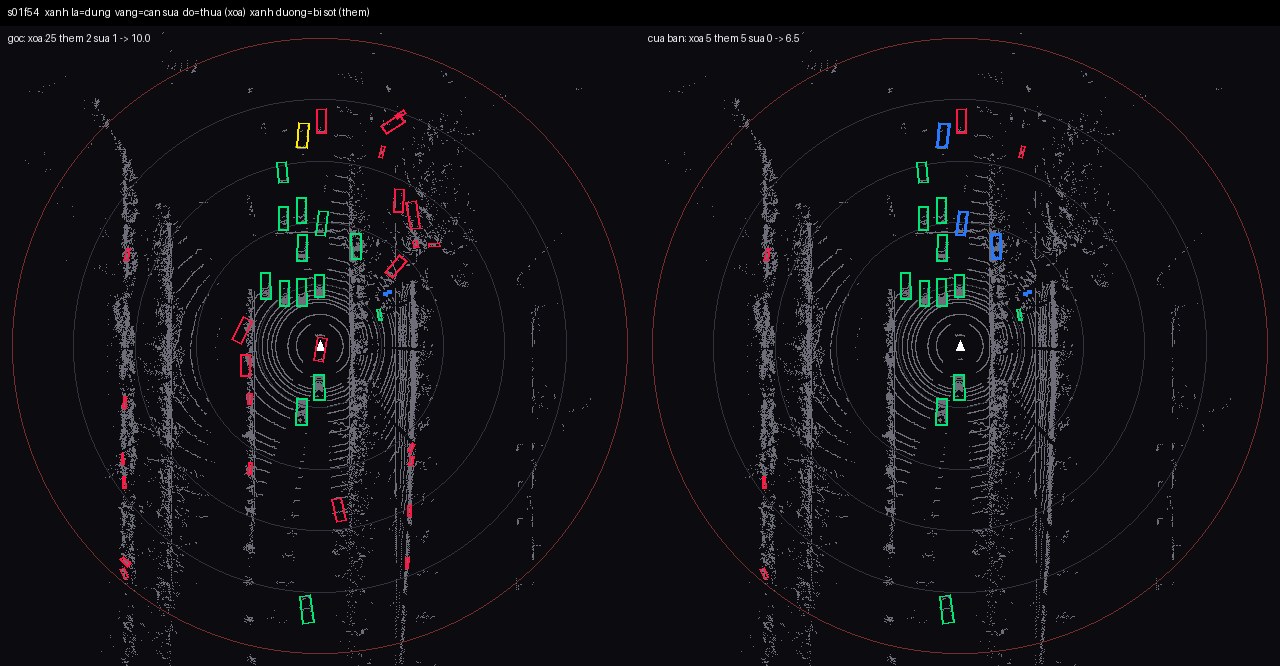 s01f54 xanh la=dung vang=can sua do=thua (xoa) xanh duong=bi sot (them)
goc: xoa 25 them 2 sua 1 -> 10.0
cua ban: xoa 5 them 5 sua 0 -> 6.5